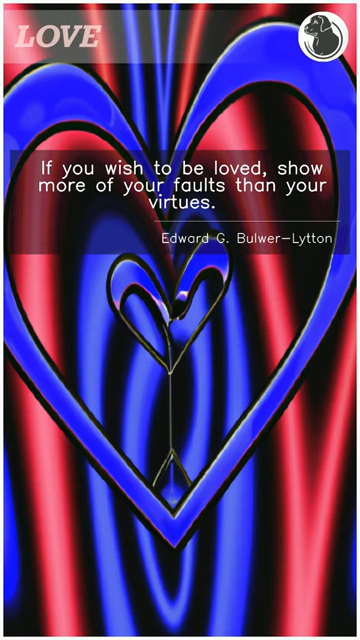 LOVE
If you wish to be loved, show
more of your faults than your
virtues.
Edward G. Bulwer-Lytton